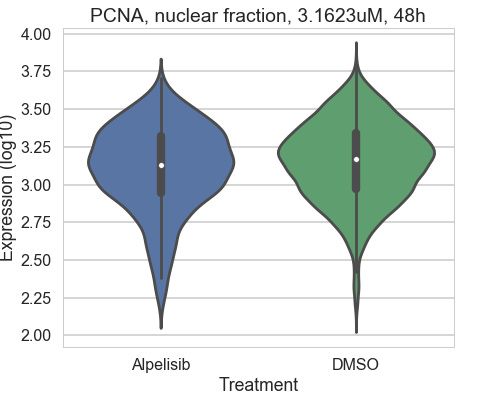 PCNA, nuclear fraction, 3.1623uM, 48h
4.00
3.75
3.50
3.25
3.00
2.75
2.50
2.25
2.00
Expression (log10)
Alpelisib DMSO
Treatment